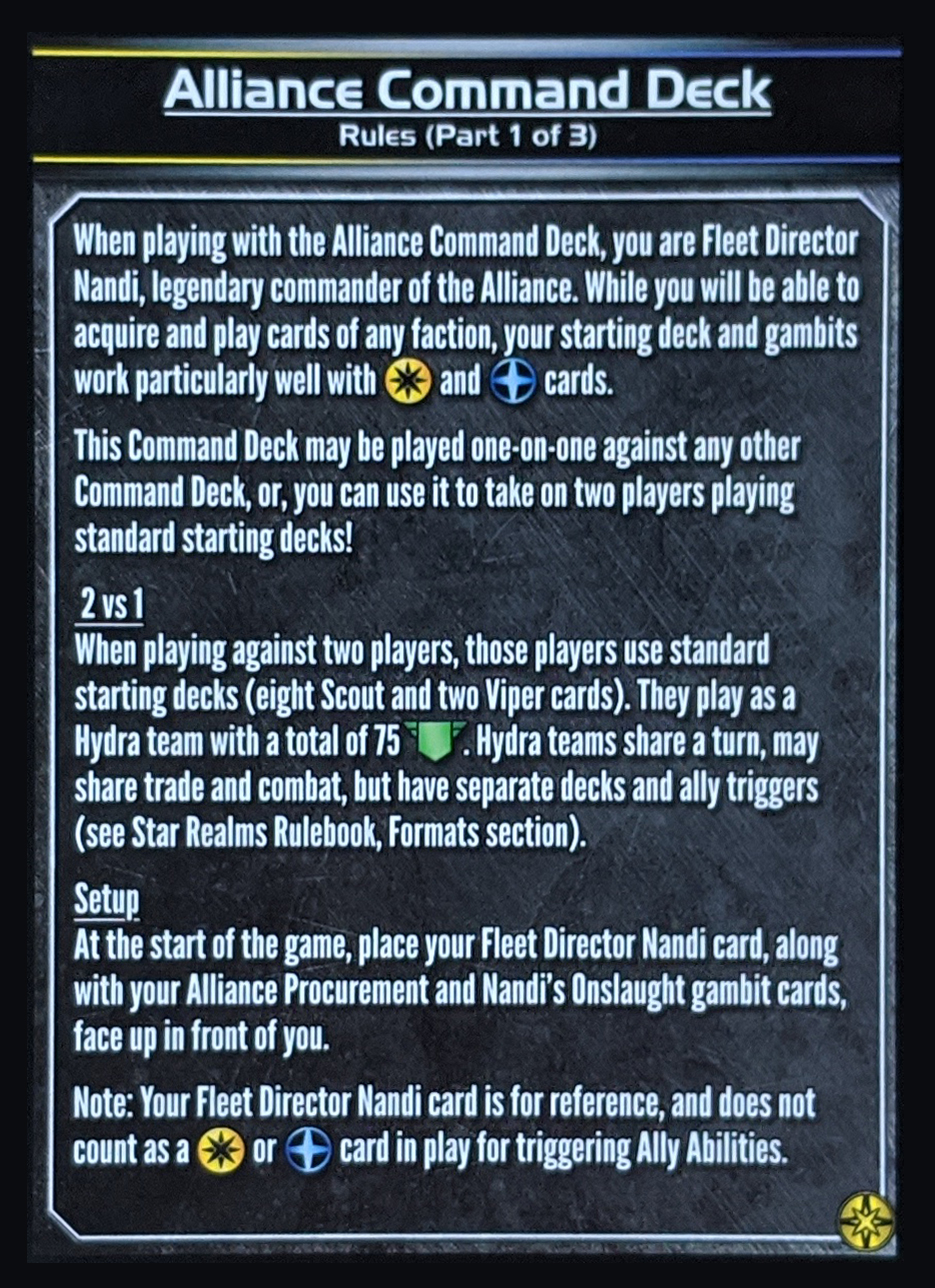 Alliance Command Deck
Rules (Part 1 of 3)
When playing with the Alliance Command Deck, you are Fleet Director
Nandi, legendary commander of the Alliance. While you will be able to
acquire and play cards of any faction, your starting deck and gambits
work particularly well with and cards.
This Command Deck may be played one-on-one against any other
Command Deck, or, you can use it to take on two players playing
standard starting decks!
2 vs 1
When playing against two players, those players use standard
starting decks (eight Scout and two Viper cards). They play as a
Hydra team with a total of 75 . Hydra teams share a turn, may
share trade and combat, but have separate decks and ally triggers
(see Star Realms Rulebook, Formats section).
Setup
At the start of the game, place your Fleet Director Nandi card, along
with your Alliance Procurement and Nandi's Onslaught gambit cards,
face up in front of you.
Note: Your Fleet Director Nandi card is for reference, and does not
count as a or card in play for triggering Ally Abilities.